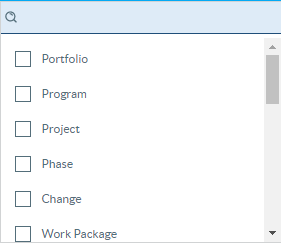 Portfolio
Program
Project
Phase
Change
Work Package